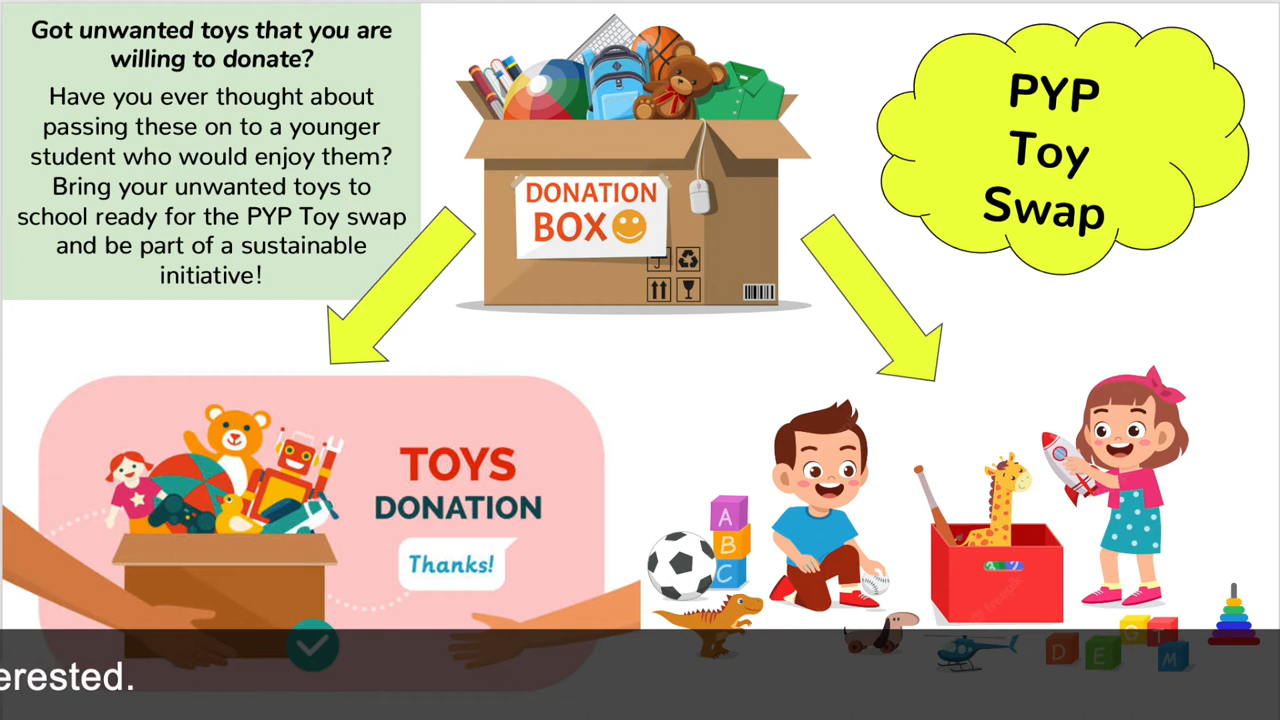 Got unwanted toys that you are
willing to donate?
Have you ever thought about
passing these on to a younger
student who would enjoy them?
Bring your unwanted toys to
school ready for the PYP Toy swap
and be part of a sustainable
initiative!
DONATION
BOX
PYP
Toy
Swap
TOYS
DONATION
Thanks!
A
B
C
freepik
D E G T M
erested.